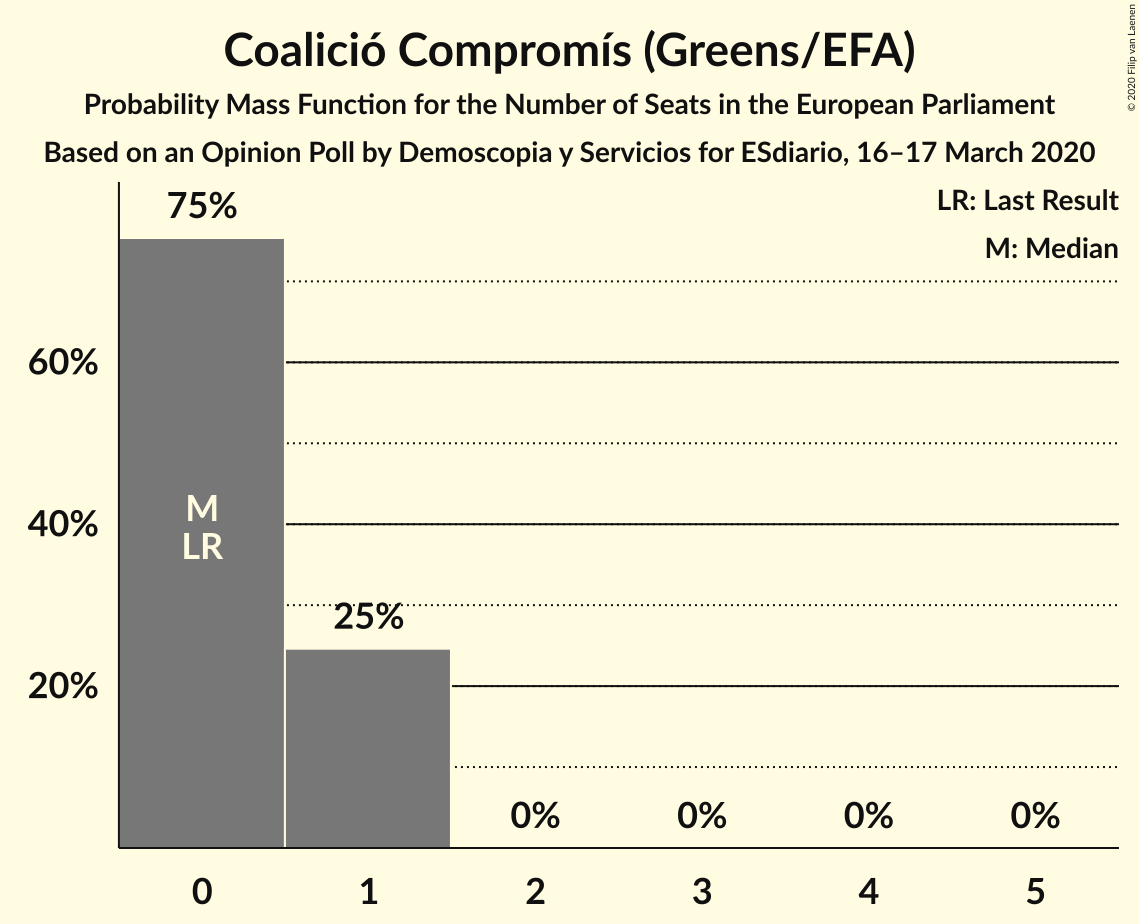 Coalició Compromís (Greens/EFA)
Probability Mass Function for the Number of Seats in the European Parliament
Based on an Opinion Poll by Demoscopia y Servicios for ESdiario, 16–17 March 2020
© 2020 Filip van Laenen
LR: Last Result
M: Median
75%
60%
40%
20%
M
LR
25%
0%
0%
0%
0%
0
1
2
3
4
5